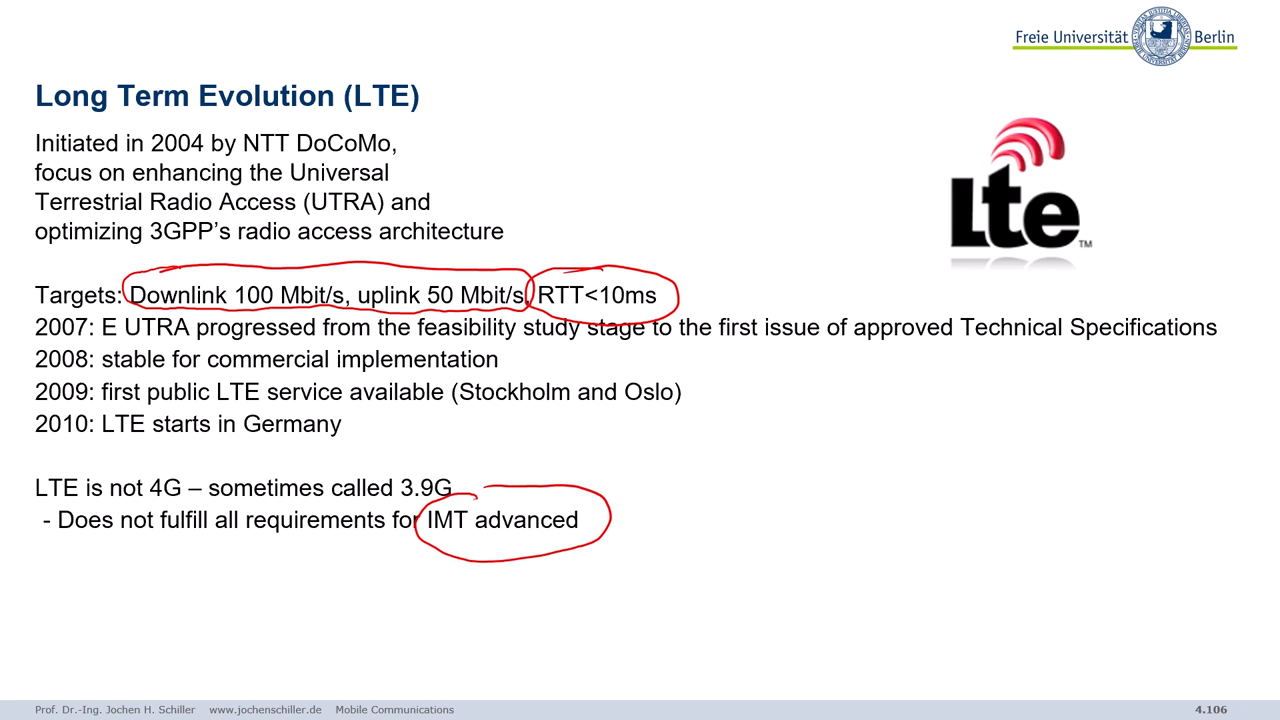 Freie Universität Berlin
Long Term Evolution (LTE)
Initiated in 2004 by NTT DoCoMo,
focus on enhancing the Universal
Terrestrial Radio Access (UTRA) and
optimizing 3GPP’s radio access architecture
Lte TM
Targets: Downlink 100 Mbit/s, uplink 50 Mbit/s, RTT<10ms
2007: E UTRA progressed from the feasibility study stage to the first issue of approved Technical Specifications
2008: stable for commercial implementation
2009: first public LTE service available (Stockholm and Oslo)
2010: LTE starts in Germany
LTE is not 4G – sometimes called 3.9G
- Does not fulfill all requirements for IMT advanced
Prof. Dr.-Ing. Jochen H. Schiller www.jochenschiller.de Mobile Communications 4.106